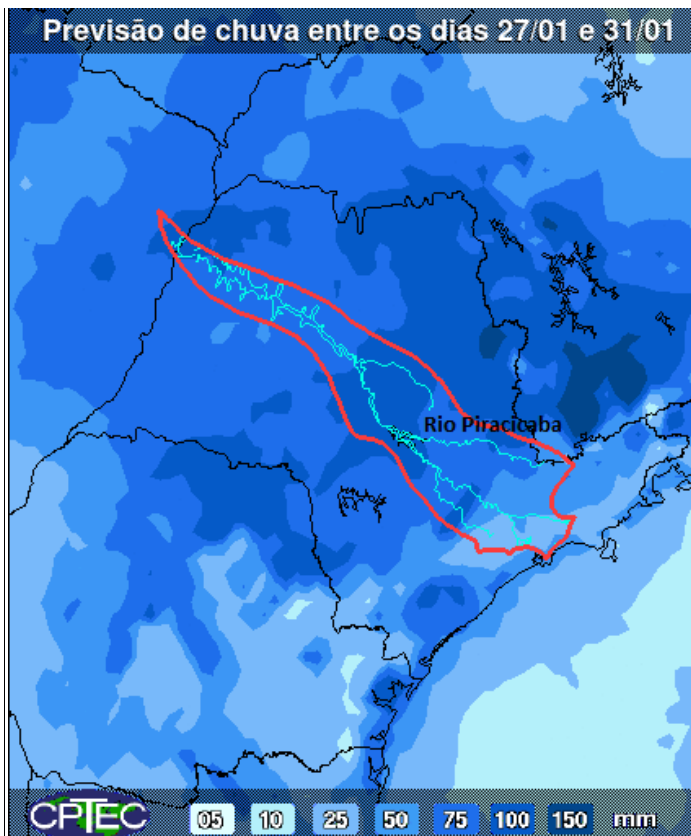 Previsão de chuva entre os dias 27/01 e 31/01
Rio Piracicaba
CPTEC 05 10 25 50 75 100 150 mm